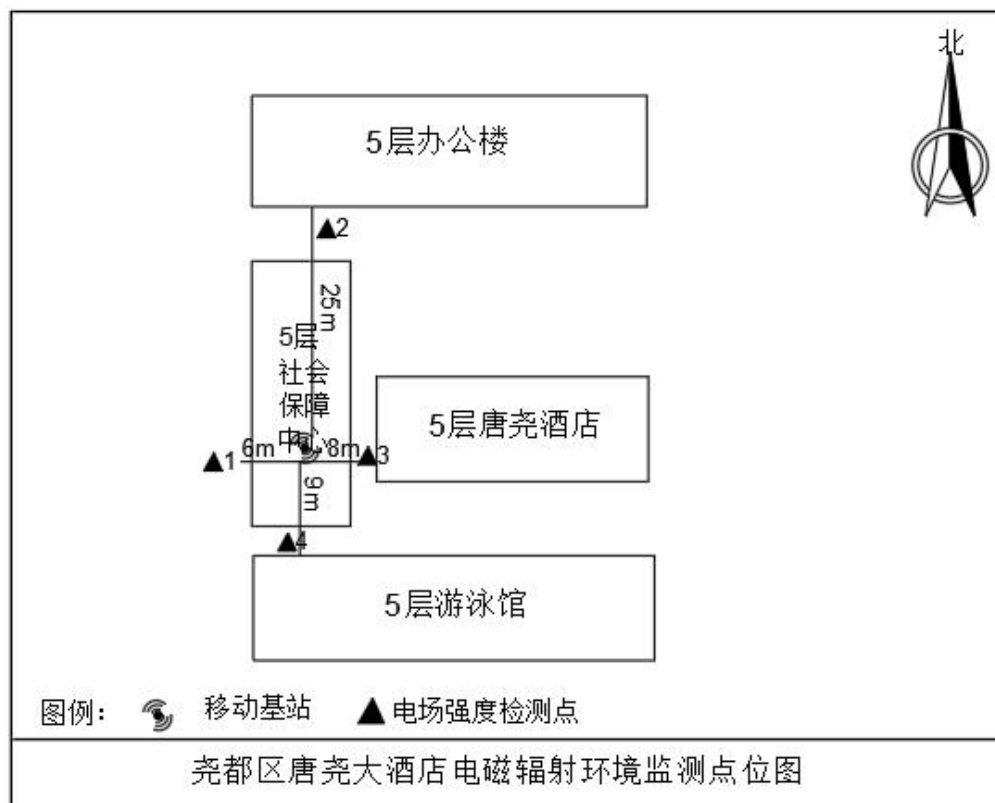 北
5层办公楼
▲2
25m
5层
社会
保障
中心
5层唐尧酒店
▲1
6m
8m
▲3
9m
▲4
5层游泳馆
图例：
移动基站
▲电场强度检测点
尧都区唐尧大酒店电磁辐射环境监测点位图